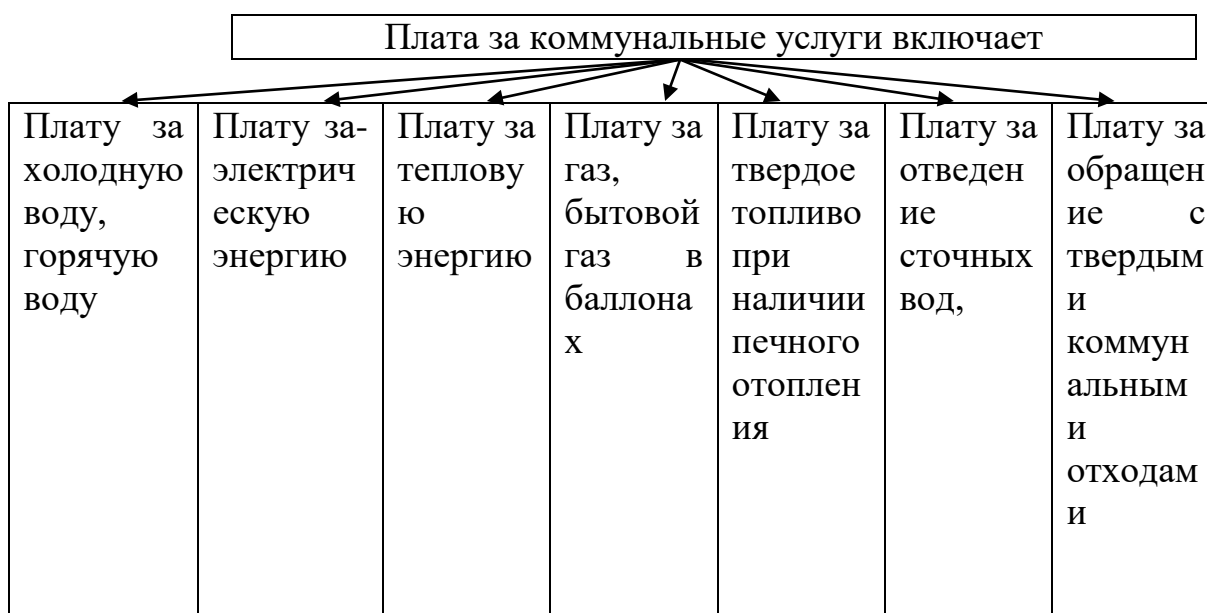 Плата за коммунальные услуги включает
Плату за
холодную
воду,
горячую
воду
Плату за-
электрич
ескую
энергию
Плату за
теплову
ю
энергию
Плату за
газ,
бытовой
газ в
баллона
х
Плату за
твердое
топливо
при
наличии
печного
отоплен
ия
Плату за
отведен
ие
сточных
вод,
Плату за
обращен
ие с
твердым
и
коммун
альным
и
отходам
и